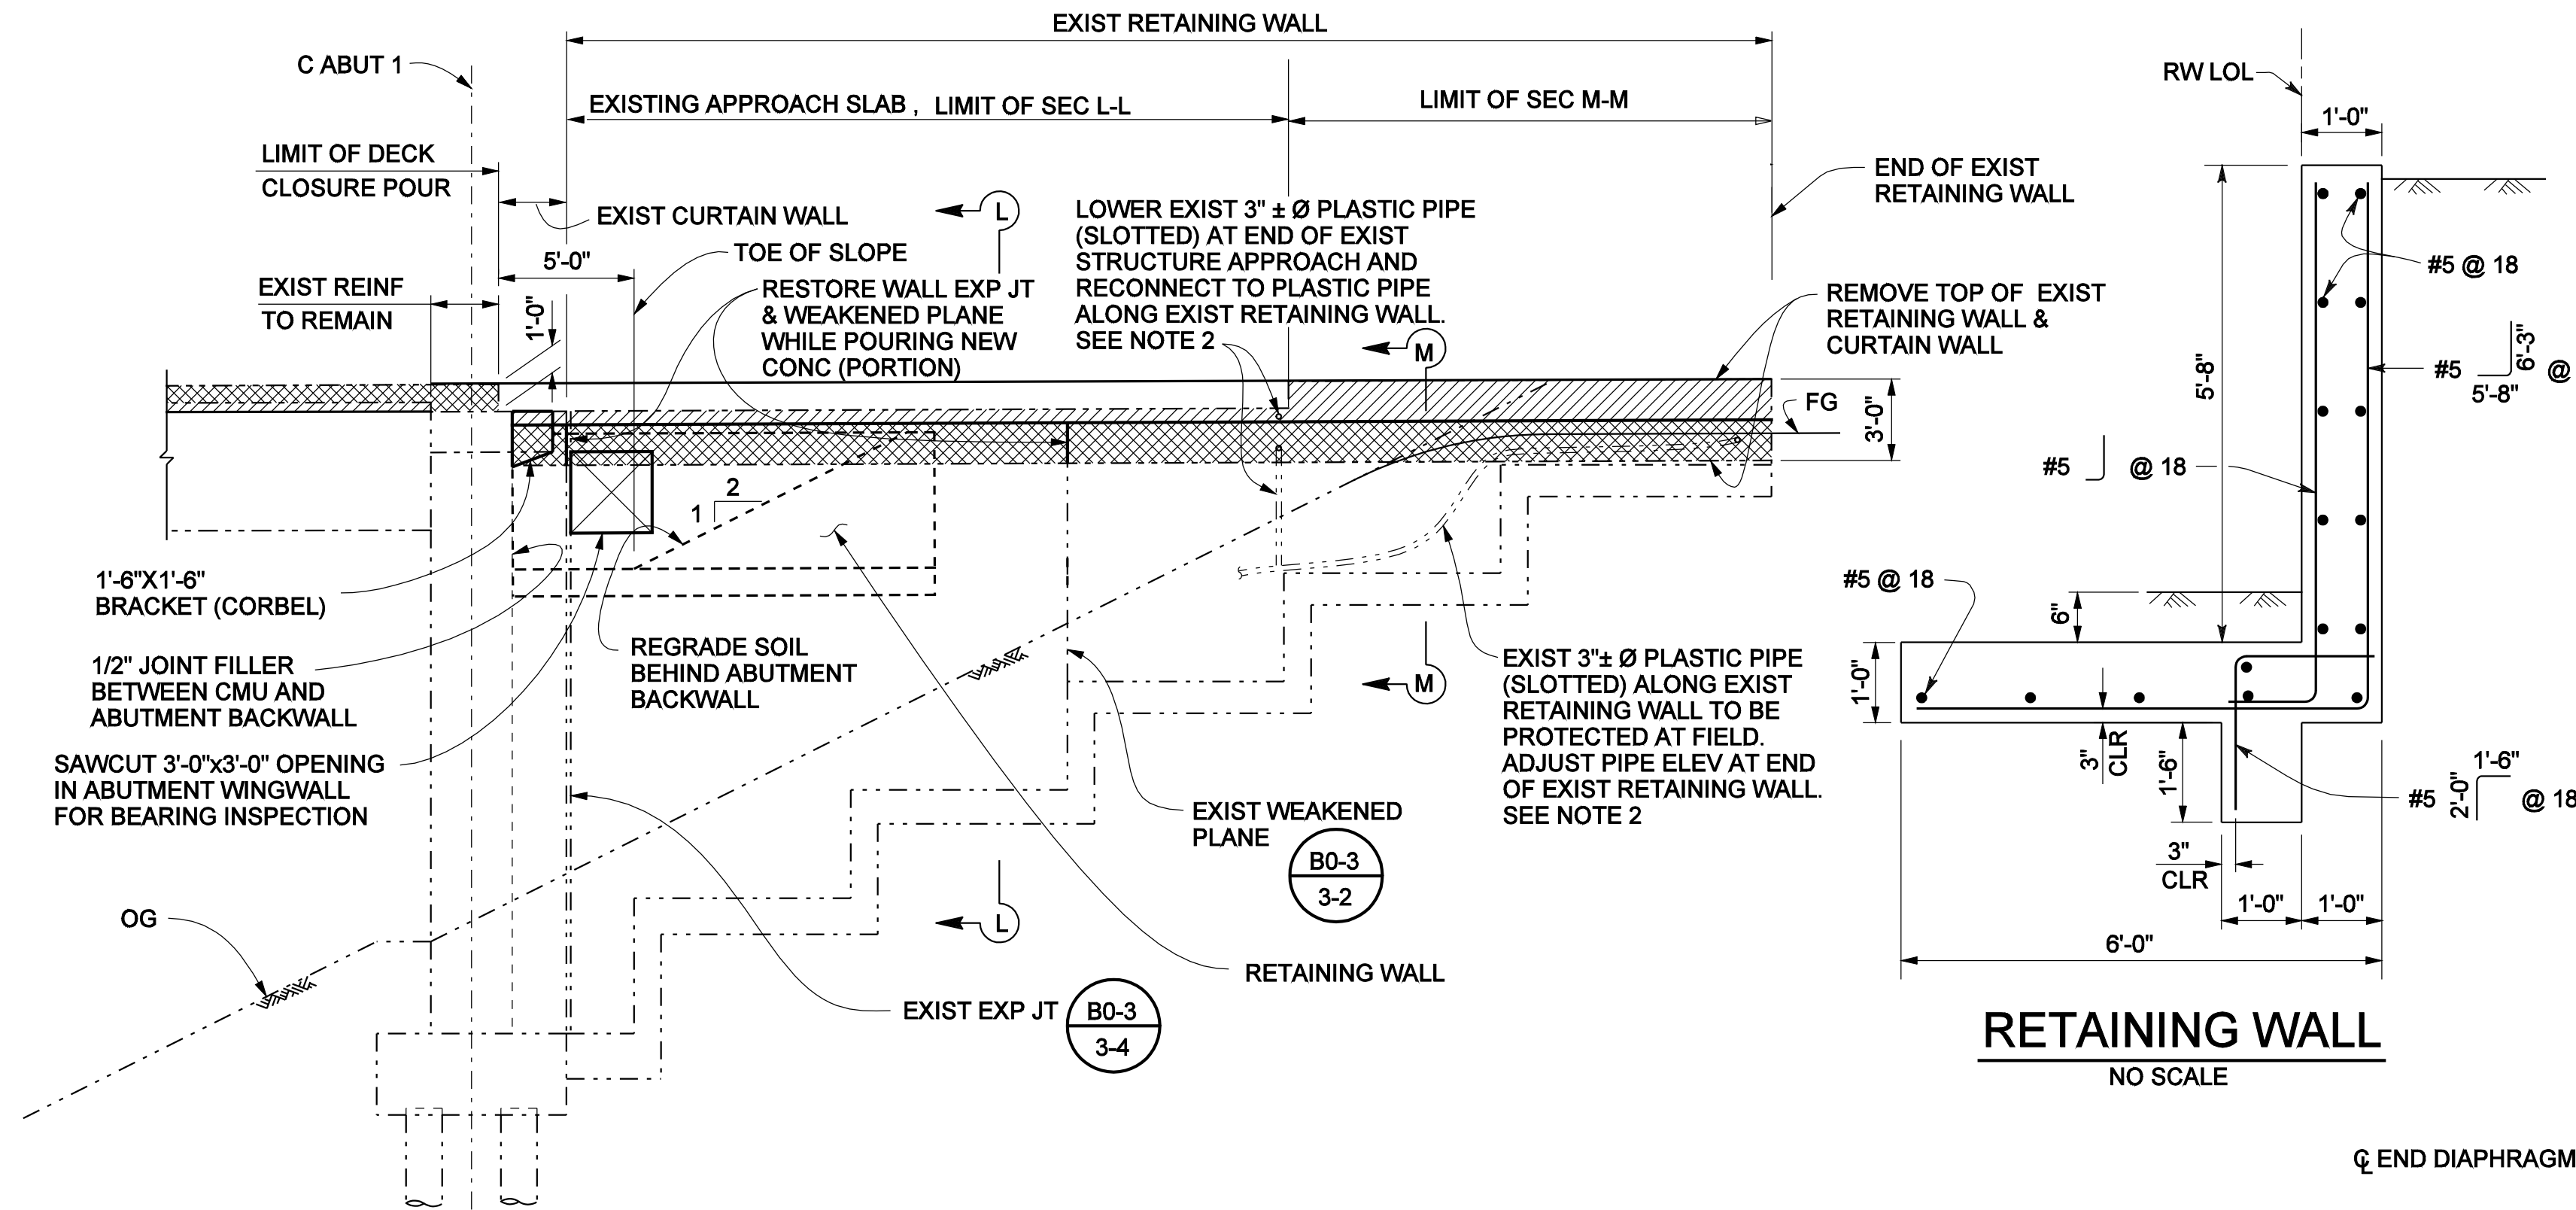 EXIST RETAINING WALL
C ABUT 1
EXISTING APPROACH SLAB , LIMIT OF SEC L-L
LIMIT OF SEC M-M
LIMIT OF DECK
CLOSURE POUR
EXIST CURTAIN WALL
L
5'-0"
TOE OF SLOPE
EXIST REINF
TO REMAIN
1'-0"
RESTORE WALL EXP JT
& WEAKENED PLANE
WHILE POURING NEW
CONC (PORTION)
LOWER EXIST 3" ± Ø PLASTIC PIPE
(SLOTTED) AT END OF EXIST
STRUCTURE APPROACH AND
RECONNECT TO PLASTIC PIPE
ALONG EXIST RETAINING WALL.
SEE NOTE 2
M
END OF EXIST
RETAINING WALL
REMOVE TOP OF EXIST
RETAINING WALL &
CURTAIN WALL
FG
3'-0"
2
1
1'-6"X1'-6"
BRACKET (CORBEL)
1/2" JOINT FILLER
BETWEEN CMU AND
ABUTMENT BACKWALL
SAWCUT 3'-0"x3'-0" OPENING
IN ABUTMENT WINGWALL
FOR BEARING INSPECTION
REGRADE SOIL
BEHIND ABUTMENT
BACKWALL
M
EXIST 3"± Ø PLASTIC PIPE
(SLOTTED) ALONG EXIST
RETAINING WALL TO BE
PROTECTED AT FIELD.
ADJUST PIPE ELEV AT END
OF EXIST RETAINING WALL.
SEE NOTE 2
EXIST WEAKENED
PLANE
B0-3
3-2
OG
L
RETAINING WALL
EXIST EXP JT
B0-3
3-4
RW LOL
1'-0"
#5 @ 18
5'-8"
#5
6'-3"
5'-8"
@
#5
@ 18
#5 @ 18
6"
1'-0"
3"
CLR
1'-6"
#5
2'-0"
1'-6"
@ 18
3"
CLR
1'-0"
1'-0"
6'-0"
RETAINING WALL
NO SCALE
℄ END DIAPHRAGM